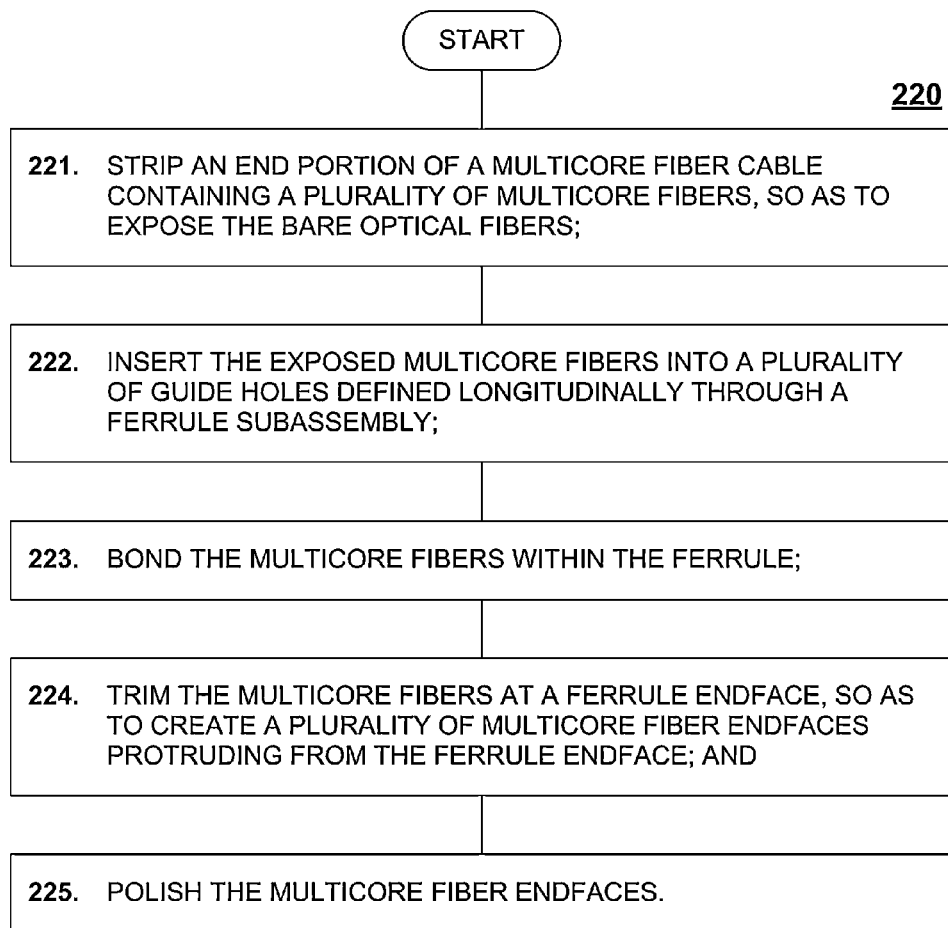 START
220
221. STRIP AN END PORTION OF A MULTICORE FIBER CABLE
CONTAINING A PLURALITY OF MULTICORE FIBERS, SO AS TO
EXPOSE THE BARE OPTICAL FIBERS;
222. INSERT THE EXPOSED MULTICORE FIBERS INTO A PLURALITY
OF GUIDE HOLES DEFINED LONGITUDINALLY THROUGH A
FERRULE SUBASSEMBLY;
223. BOND THE MULTICORE FIBERS WITHIN THE FERRULE;
224. TRIM THE MULTICORE FIBERS AT A FERRULE ENDFACE, SO AS
TO CREATE A PLURALITY OF MULTICORE FIBER ENDFACES
PROTRUDING FROM THE FERRULE ENDFACE; AND
225. POLISH THE MULTICORE FIBER ENDFACES.